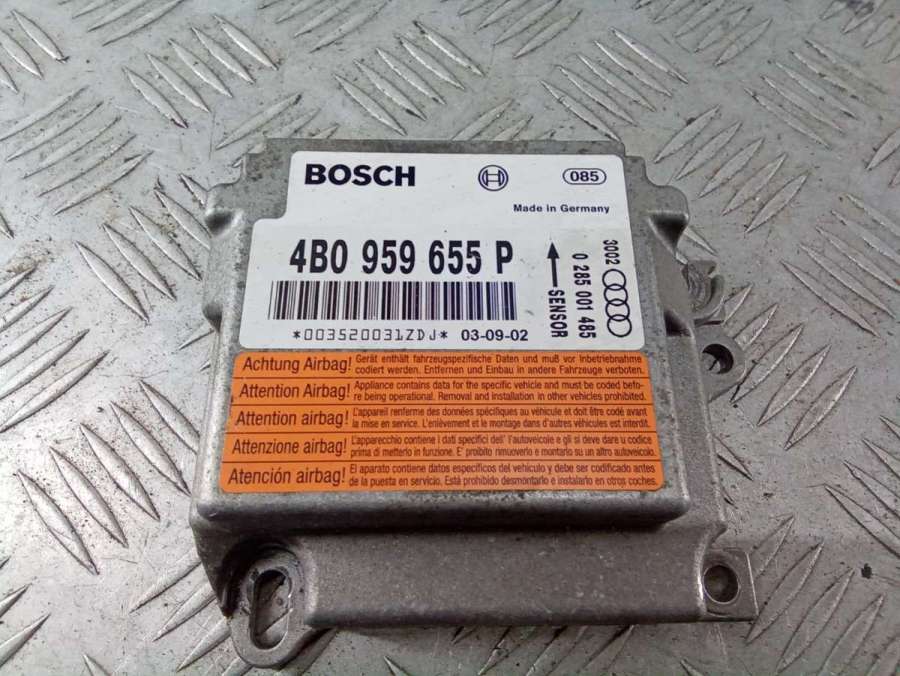 BOSCH
085
Made in Germany
4B0 959 655 P
*003520031ZDJ* 03-09-02
SENSOR
0 285 001 485
3002
Achtung Airbag! Gerät enthält fahrzeugspezifische Daten und muß vor Inbetriebnahme
codiert werden. Entfernen und Einbau in andere Fahrzeuge verboten.
Attention Airbag! Appliance contains data for the specific vehicle and must be coded befo-
re being operational. Removal and installation in other vehicles prohibited.
Attention airbag! L'appareil renferme des données spécifiques au véhicule et doit être codé avant
la mise en service. L'enlèvement et le montage dans d'autres véhicules est interdit.
Attenzione airbag! L'apparecchio contiene i dati specifici dell' l'autoveicolo e gli si deve dare u codice
prima di metterlo in funzione. E' proibito rimuoverlo e montarlo su un altro autoveicolo.
Atención airbag! El aparato contiene datos específicos del vehículo y debe ser codificado antes
de la puesta en servicio. Está prohibido desmontarlo e instalarlo en otros coches.